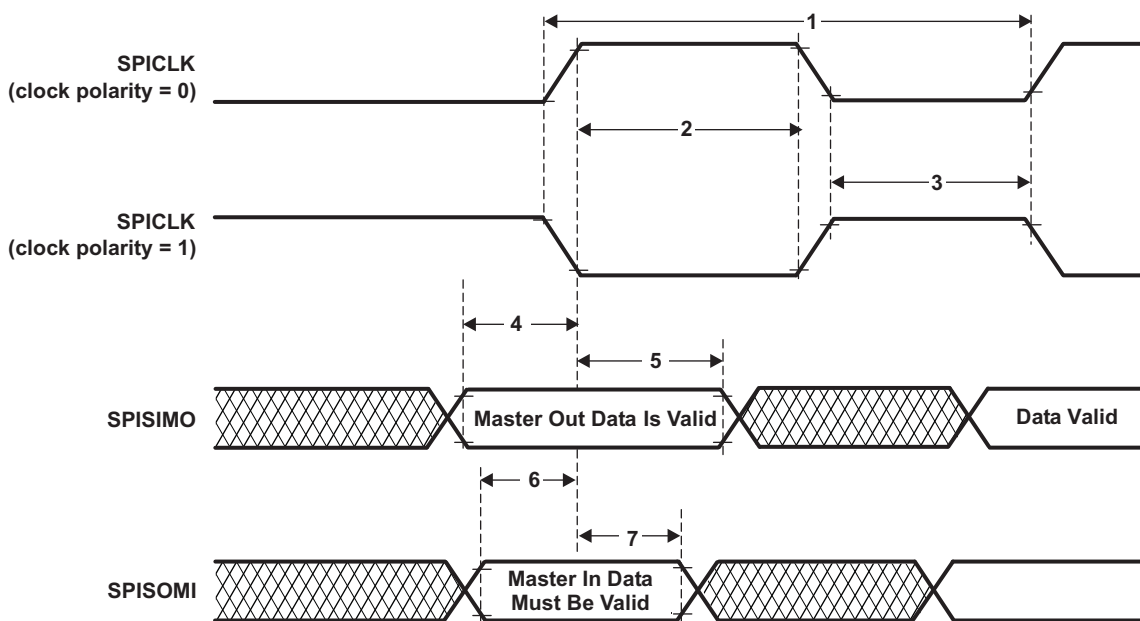 1
SPICLK
(clock polarity = 0)
2
3
SPICLK
(clock polarity = 1)
4
5
SPISIMO
Master Out Data Is Valid
Data Valid
6
7
SPISOMI
Master In Data
Must Be Valid